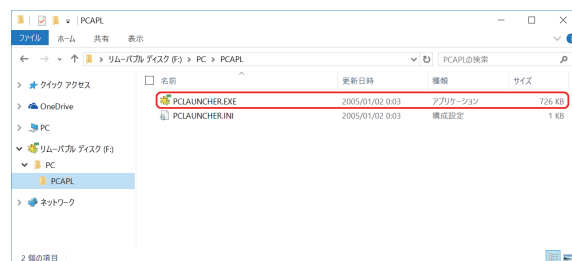 PCAPL
ファイル ホーム 共有 表示
リムーバブル ディスク (F:) > PC > PCAPL
PCAPLの検索
クイック アクセス
OneDrive
PC
リムーバブル ディスク (F:)
PC
PCAPL
ネットワーク
名前 更新日時 種類 サイズ
PCLAUNCHER.EXE 2005/01/02 0:03 アプリケーション 726 KB
PCLAUNCHER.INI 2005/01/02 0:03 構成設定 1 KB
2 個の項目